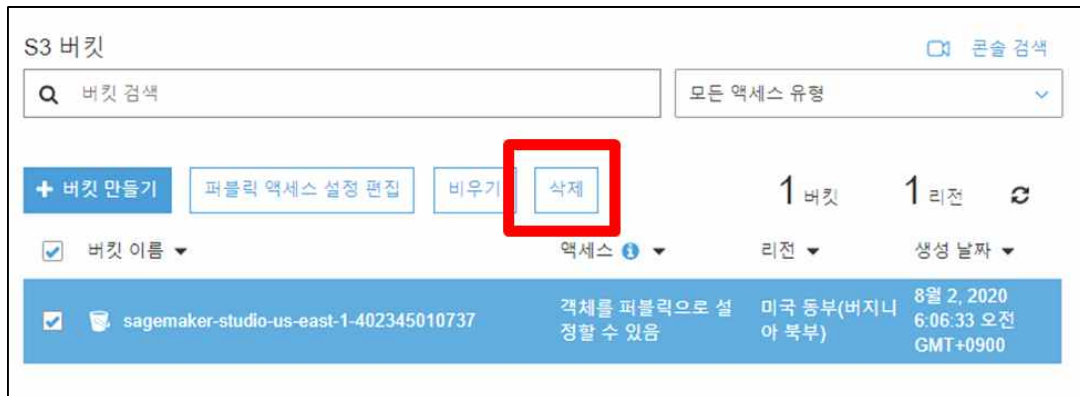 S3 버킷
콘솔 검색
버킷 검색
모든 액세스 유형
+ 버킷 만들기
퍼블릭 액세스 설정 편집
비우기
삭제
1 버킷
1 리전
버킷 이름
액세스
리전
생성 날짜
sagemaker-studio-us-east-1-402345010737
객체를 퍼블릭으로 설
정할 수 있음
미국 동부(버지니
아 북부)
8월 2, 2020
6:06:33 오전
GMT+0900